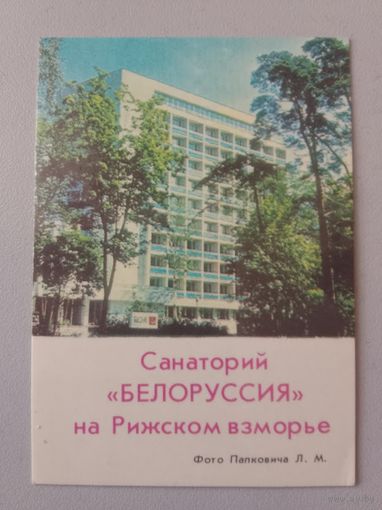 Санаторий
«БЕЛОРУССИЯ»
на Рижском взморье
Фото Папковича Л. М.